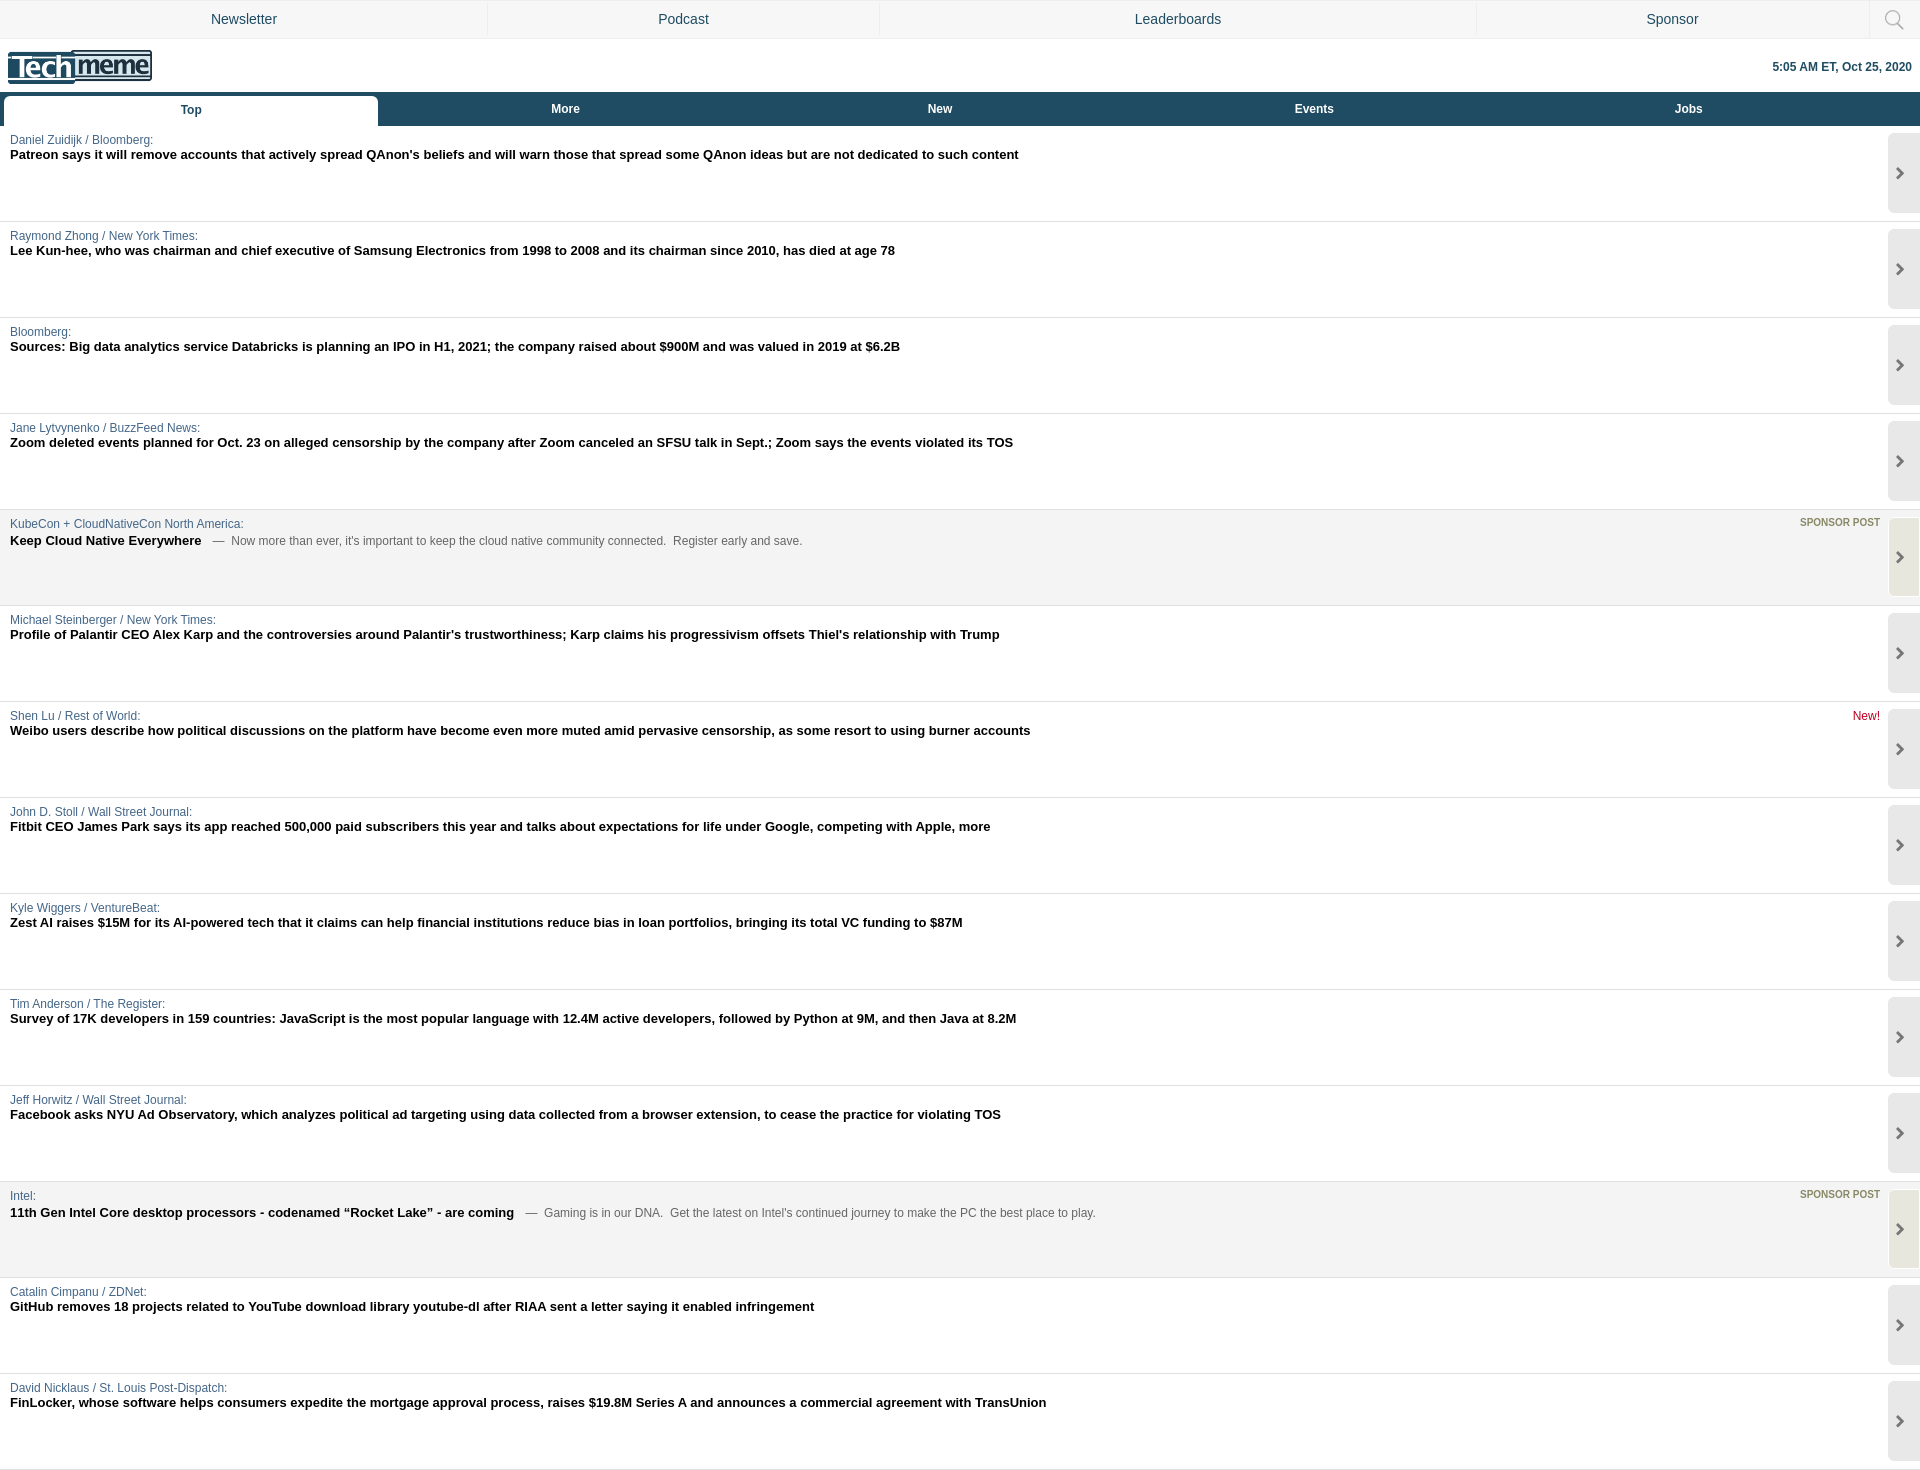 Newsletter
Podcast
Leaderboards
Sponsor
Techmeme
5:05 AM ET, Oct 25, 2020
Top
More
New
Events
Jobs
Daniel Zuidijk / Bloomberg:
Patreon says it will remove accounts that actively spread QAnon's beliefs and will warn those that spread some QAnon ideas but are not dedicated to such content
Raymond Zhong / New York Times:
Lee Kun-hee, who was chairman and chief executive of Samsung Electronics from 1998 to 2008 and its chairman since 2010, has died at age 78
Bloomberg:
Sources: Big data analytics service Databricks is planning an IPO in H1, 2021; the company raised about $900M and was valued in 2019 at $6.2B
Jane Lytvynenko / BuzzFeed News:
Zoom deleted events planned for Oct. 23 on alleged censorship by the company after Zoom canceled an SFSU talk in Sept.; Zoom says the events violated its TOS
KubeCon + CloudNativeCon North America:
SPONSOR POST
Keep Cloud Native Everywhere — Now more than ever, it's important to keep the cloud native community connected. Register early and save.
Michael Steinberger / New York Times:
Profile of Palantir CEO Alex Karp and the controversies around Palantir's trustworthiness; Karp claims his progressivism offsets Thiel's relationship with Trump
Shen Lu / Rest of World:
New!
Weibo users describe how political discussions on the platform have become even more muted amid pervasive censorship, as some resort to using burner accounts
John D. Stoll / Wall Street Journal:
Fitbit CEO James Park says its app reached 500,000 paid subscribers this year and talks about expectations for life under Google, competing with Apple, more
Kyle Wiggers / VentureBeat:
Zest AI raises $15M for its AI-powered tech that it claims can help financial institutions reduce bias in loan portfolios, bringing its total VC funding to $87M
Tim Anderson / The Register:
Survey of 17K developers in 159 countries: JavaScript is the most popular language with 12.4M active developers, followed by Python at 9M, and then Java at 8.2M
Jeff Horwitz / Wall Street Journal:
Facebook asks NYU Ad Observatory, which analyzes political ad targeting using data collected from a browser extension, to cease the practice for violating TOS
Intel:
SPONSOR POST
11th Gen Intel Core desktop processors - codenamed “Rocket Lake” - are coming — Gaming is in our DNA. Get the latest on Intel's continued journey to make the PC the best place to play.
Catalin Cimpanu / ZDNet:
GitHub removes 18 projects related to YouTube download library youtube-dl after RIAA sent a letter saying it enabled infringement
David Nicklaus / St. Louis Post-Dispatch:
FinLocker, whose software helps consumers expedite the mortgage approval process, raises $19.8M Series A and announces a commercial agreement with TransUnion